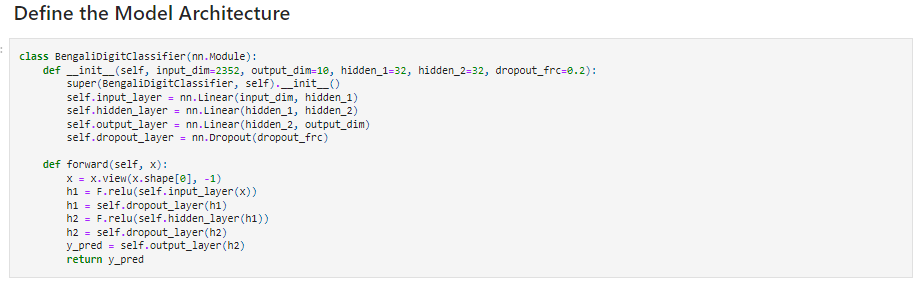 Define the Model Architecture
:
class BengaliDigitClassifier(nn.Module):
    def __init__(self, input_dim=2352, output_dim=10, hidden_1=32, hidden_2=32, dropout_frc=0.2):
        super(BengaliDigitClassifier, self).__init__()
        self.input_layer = nn.Linear(input_dim, hidden_1)
        self.hidden_layer = nn.Linear(hidden_1, hidden_2)
        self.output_layer = nn.Linear(hidden_2, output_dim)
        self.dropout_layer = nn.Dropout(dropout_frc)

    def forward(self, x):
        x = x.view(x.shape[0], -1)
        h1 = F.relu(self.input_layer(x))
        h1 = self.dropout_layer(h1)
        h2 = F.relu(self.hidden_layer(h1))
        h2 = self.dropout_layer(h2)
        y_pred = self.output_layer(h2)
        return y_pred